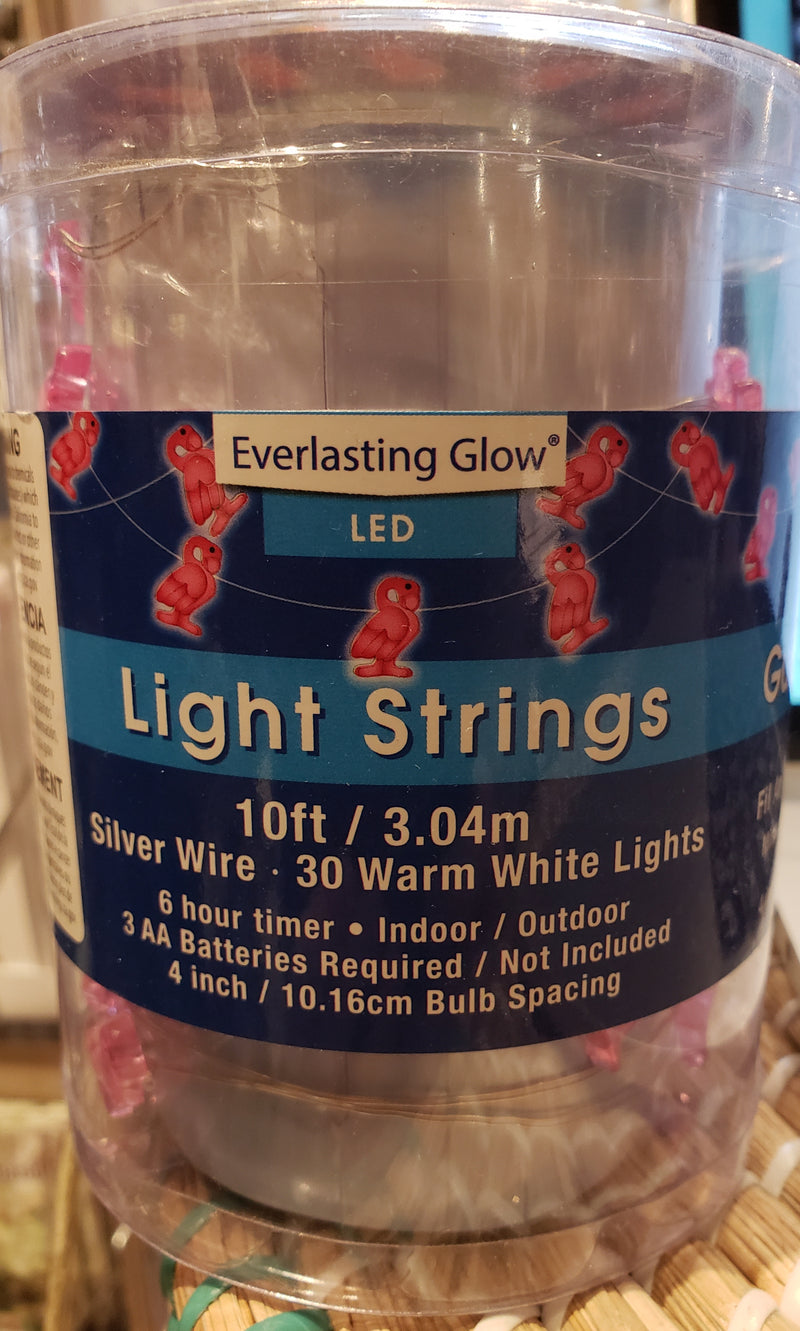 Everlasting Glow®
LED
Light Strings
10ft / 3.04m
Silver Wire · 30 Warm White Lights
6 hour timer • Indoor / Outdoor
3 AA Batteries Required / Not Included
4 inch / 10.16cm Bulb Spacing